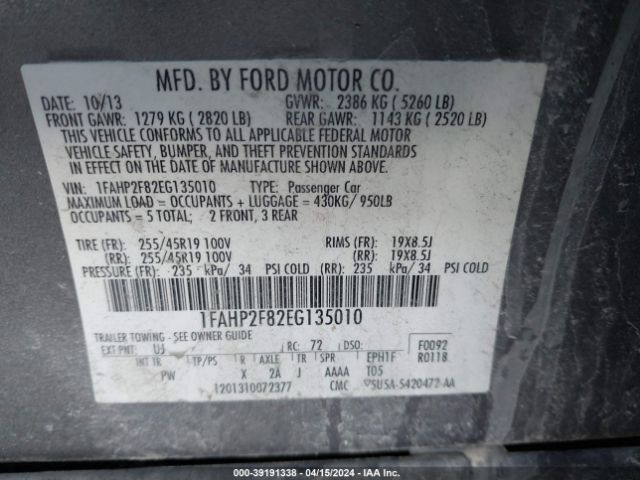 MFD. BY FORD MOTOR CO.
DATE: 10/13 GVWR: 2386 KG ( 5260 LB)
FRONT GAWR: 1279 KG ( 2820 LB) REAR GAWR: 1143 KG ( 2520 LB)
THIS VEHICLE CONFORMS TO ALL APPLICABLE FEDERAL MOTOR
VEHICLE SAFETY, BUMPER, AND THEFT PREVENTION STANDARDS
IN EFFECT ON THE DATE OF MANUFACTURE SHOWN ABOVE.
VIN: 1FAHP2F82EG135010 TYPE: Passenger Car
MAXIMUM LOAD = OCCUPANTS + LUGGAGE = 430KG/ 950LB
OCCUPANTS = 5 TOTAL; 2 FRONT, 3 REAR
TIRE (FR): 255/45R19 100V RIMS (FR): 19X8.5J
(RR): 255/45R19 100V (RR): 19X8.5J
PRESSURE (FR): 235 kPa/ 34 PSI COLD (RR): 235 kPa/ 34 PSI COLD
1FAHP2F82EG135010
TRAILER TOWING - SEE OWNER GUIDE
EXT PNT: UJ RC: 72 DSO: F0092
INT TR TP/PS R AXLE TR SPR EPH1F R0118
PW X 2A J AAAA T05
1201310072377 CMC SUSA-S420472-AA
000-39191338 - 04/15/2024 - IAA Inc.